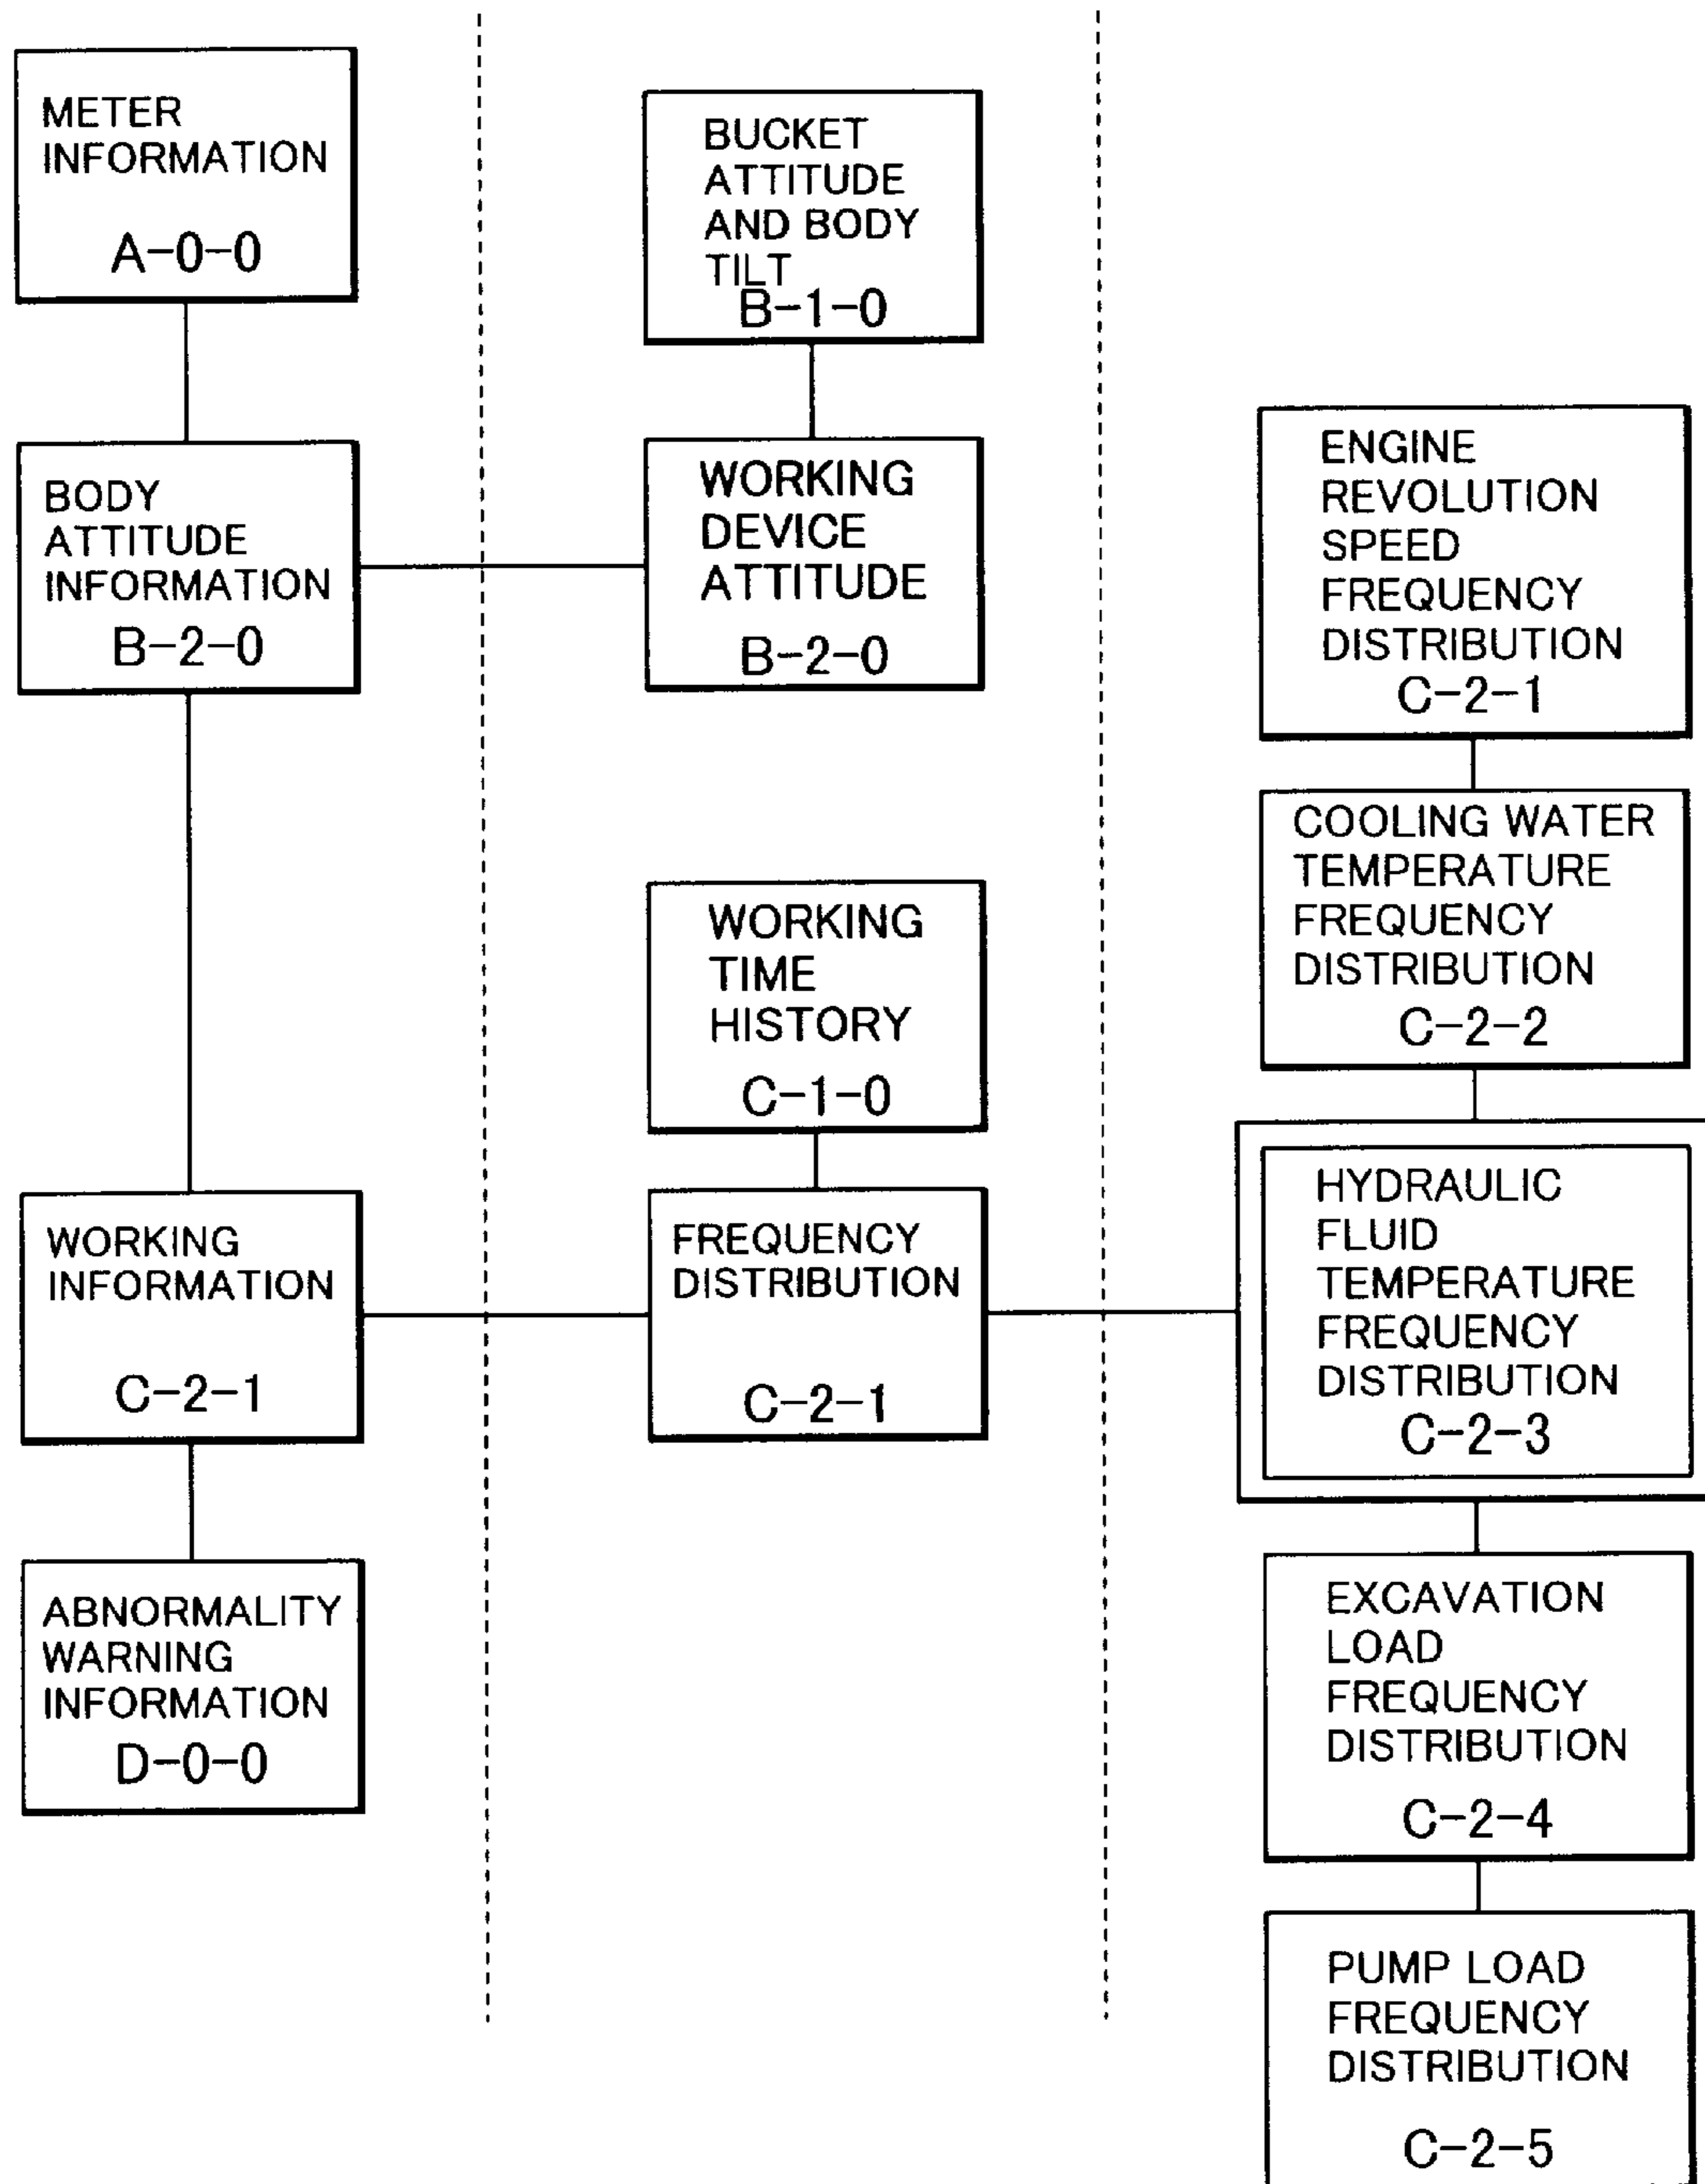 METER
INFORMATION
A-0-0
BODY
ATTITUDE
INFORMATION
B-2-0
WORKING
INFORMATION
C-2-1
ABNORMALITY
WARNING
INFORMATION
D-0-0
BUCKET
ATTITUDE
AND BODY
TILT
B-1-0
WORKING
DEVICE
ATTITUDE
B-2-0
WORKING
TIME
HISTORY
C-1-0
FREQUENCY
DISTRIBUTION
C-2-1
ENGINE
REVOLUTION
SPEED
FREQUENCY
DISTRIBUTION
C-2-1
COOLING WATER
TEMPERATURE
FREQUENCY
DISTRIBUTION
C-2-2
HYDRAULIC
FLUID
TEMPERATURE
FREQUENCY
DISTRIBUTION
C-2-3
EXCAVATION
LOAD
FREQUENCY
DISTRIBUTION
C-2-4
PUMP LOAD
FREQUENCY
DISTRIBUTION
C-2-5